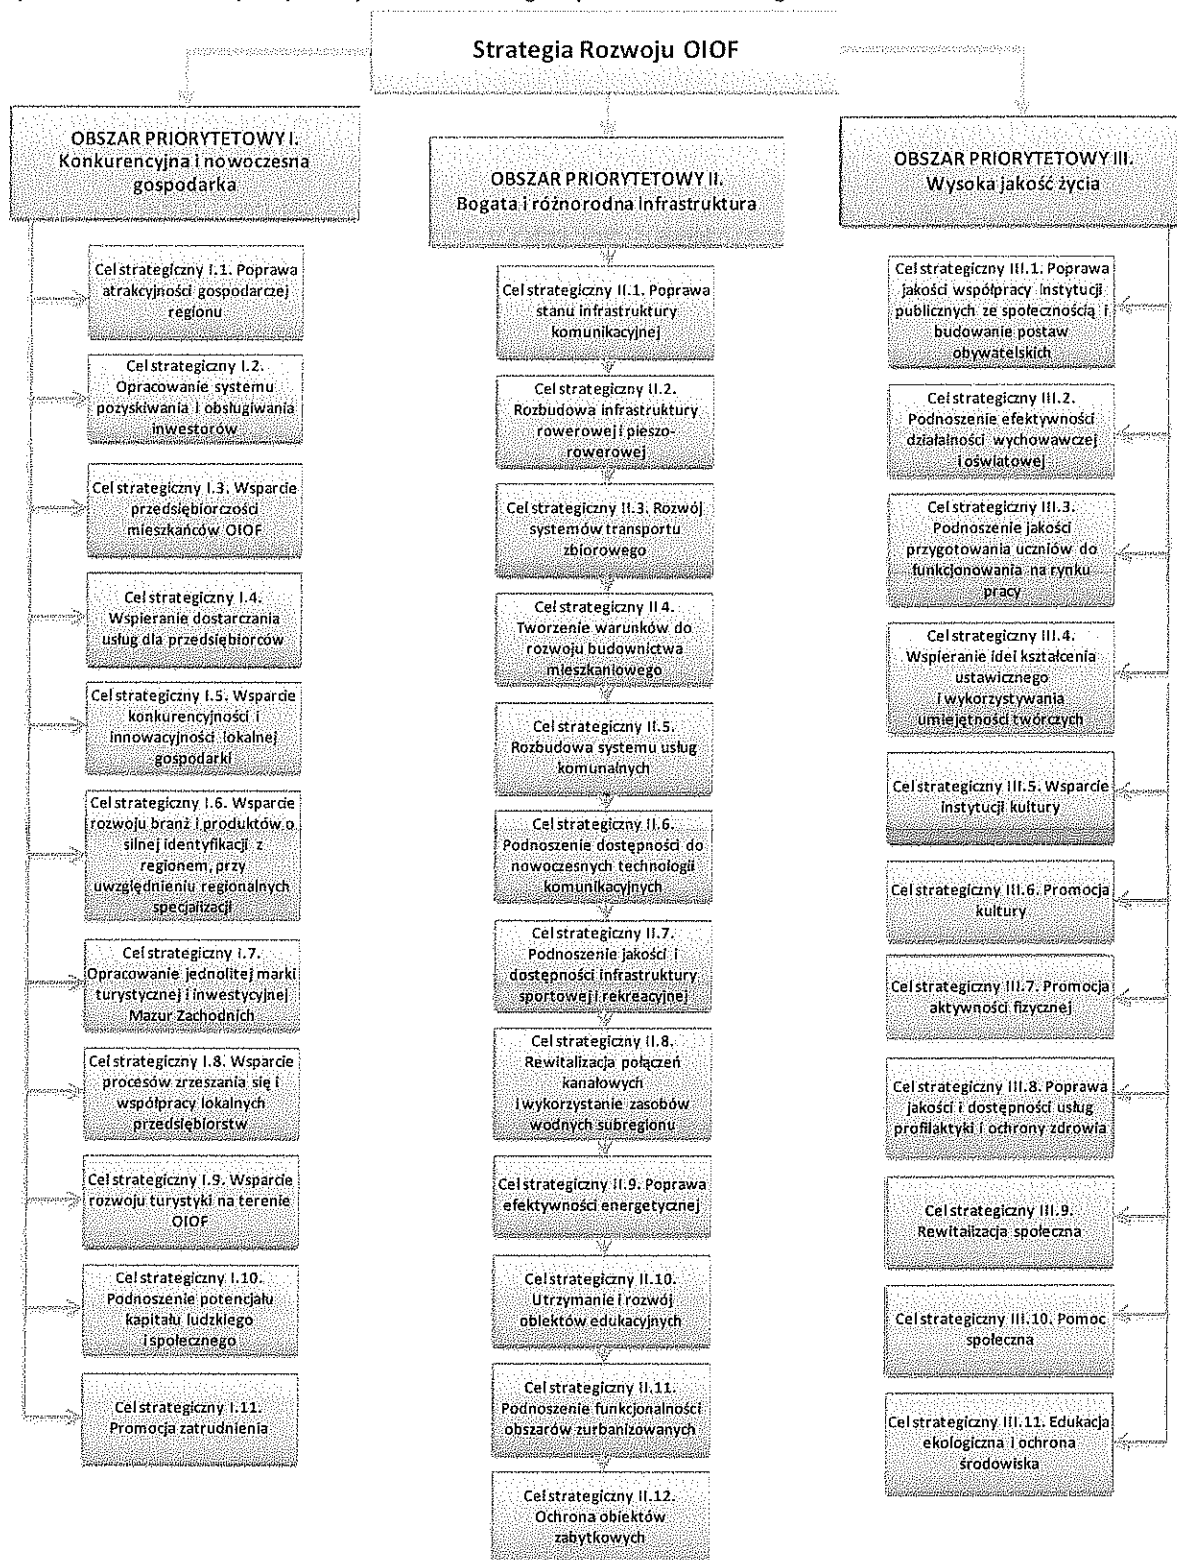 Strategia Rozwoju OIOF
OBSZAR PRIORYTETOWY I.
Konkurencyjna i nowoczesna
gospodarka
Cel strategiczny I.1. Poprawa
atrakcyjności gospodarczej
regionu
Cel strategiczny I.2.
Opracowanie systemu
pozyskiwania i obsługiwania
inwestorów
Cel strategiczny I.3. Wsparcie
przedsiębiorczości
mieszkańców OIOF
Cel strategiczny I.4.
Wspieranie dostarczania
usług dla przedsiębiorców
Cel strategiczny I.5. Wsparcie
konkurencyjności i
innowacyjności lokalnej
gospodarki
Cel strategiczny I.6. Wsparcie
rozwoju branż i produktów o
silnej identyfikacji z
regionem, przy
uwzględnieniu regionalnych
specjalizacji
Cel strategiczny I.7.
Opracowanie jednolitej marki
turystycznej i inwestycyjnej
Mazur Zachodnich
Cel strategiczny I.8. Wsparcie
procesów zrzeszania się i
współpracy lokalnych
przedsiębiorstw
Cel strategiczny I.9. Wsparcie
rozwoju turystyki na terenie
OIOF
Cel strategiczny I.10.
Podnoszenie potencjału
kapitału ludzkiego
i społecznego
Cel strategiczny I.11.
Promocja zatrudnienia
OBSZAR PRIORYTETOWY II.
Bogata i różnorodna infrastruktura
Cel strategiczny II.1. Poprawa
stanu infrastruktury
komunikacyjnej
Cel strategiczny II.2.
Rozbudowa infrastruktury
rowerowej i pieszo-
rowerowej
Cel strategiczny II.3. Rozwój
systemów transportu
zbiorowego
Cel strategiczny II 4.
Tworzenie warunków do
rozwoju budownictwa
mieszkaniowego
Cel strategiczny II.5.
Rozbudowa systemu usług
komunalnych
Cel strategiczny II.6.
Podnoszenie dostępności do
nowoczesnych technologii
komunikacyjnych
Cel strategiczny II.7.
Podnoszenie jakości i
dostępności infrastruktury
sportowej i rekreacyjnej
Cel strategiczny II.8.
Rewitalizacja połączeń
kanałowych
i wykorzystanie zasobów
wodnych subregionu
Cel strategiczny II.9. Poprawa
efektywności energetycznej
Cel strategiczny II.10.
Utrzymanie i rozwój
obiektów edukacyjnych
Cel strategiczny II.11.
Podnoszenie funkcjonalności
obszarów zurbanizowanych
Cel strategiczny II.12.
Ochrona obiektów
zabytkowych
OBSZAR PRIORYTETOWY III.
Wysoka jakość życia
Cel strategiczny III.1. Poprawa
jakości współpracy instytucji
publicznych ze społecznością i
budowanie postaw
obywatelskich
Cel strategiczny III.2.
Podnoszenie efektywności
działalności wychowawczej
i oświatowej
Cel strategiczny III.3.
Podnoszenie jakości
przygotowania uczniów do
funkcjonowania na rynku
pracy
Cel strategiczny III.4.
Wspieranie idei kształcenia
ustawicznego
i wykorzystywania
umiejętności twórczych
Cel strategiczny III.5. Wsparcie
instytucji kultury
Cel strategiczny III.6. Promocja
kultury
Cel strategiczny III.7. Promocja
aktywności fizycznej
Cel strategiczny III.8. Poprawa
jakości i dostępności usług
profilaktyki i ochrony zdrowia
Cel strategiczny III.9.
Rewitalizacja społeczna
Cel strategiczny III.10. Pomoc
społeczna
Cel strategiczny III.11. Edukacja
ekologiczna i ochrona
środowiska